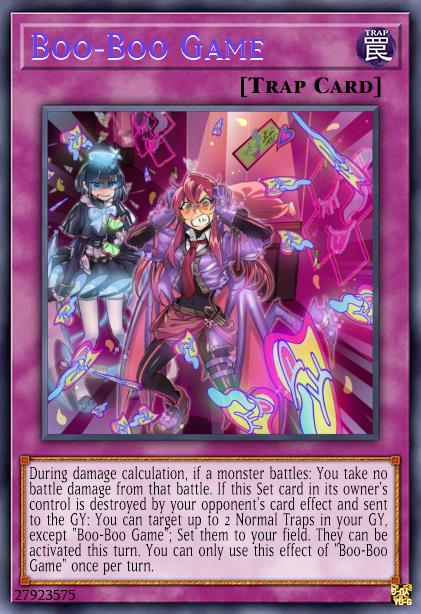 Boo-Boo Game
TRAP
罠
[Trap Card]
During damage calculation, if a monster battles: You take no
battle damage from that battle. If this Set card in its owner's
control is destroyed by your opponent's card effect and sent
to the GY: You can target up to 2 Normal Traps in your GY,
except "Boo-Boo Game"; Set them to your field. They can be
activated this turn. You can only use this effect of "Boo-Boo
Game" once per turn.
27923575